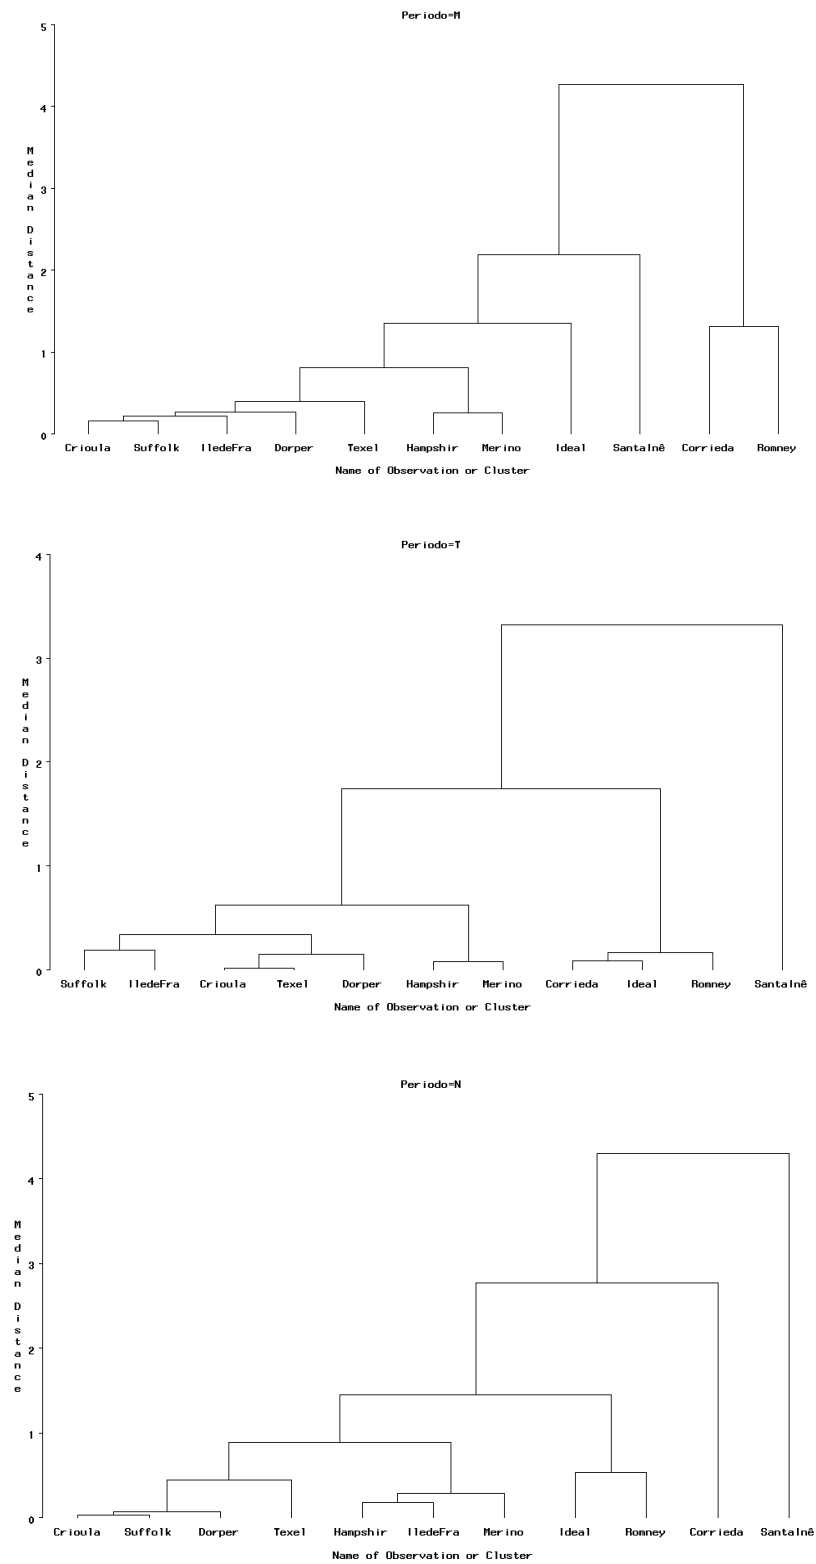 Periodo=M
5
4
3
2
1
0
Median Distance
Crioula Suffolk IledeFra Dorper Texel Hampshir Merino Ideal SantaInê Corrieda Romney
Name of Observation or Cluster
Periodo=T
4
3
2
1
0
Median Distance
Suffolk IledeFra Crioula Texel Dorper Hampshir Merino Corrieda Ideal Romney SantaInê
Name of Observation or Cluster
Periodo=N
5
4
3
2
1
0
Median Distance
Crioula Suffolk Dorper Texel Hampshir IledeFra Merino Ideal Romney Corrieda SantaInê
Name of Observation or Cluster